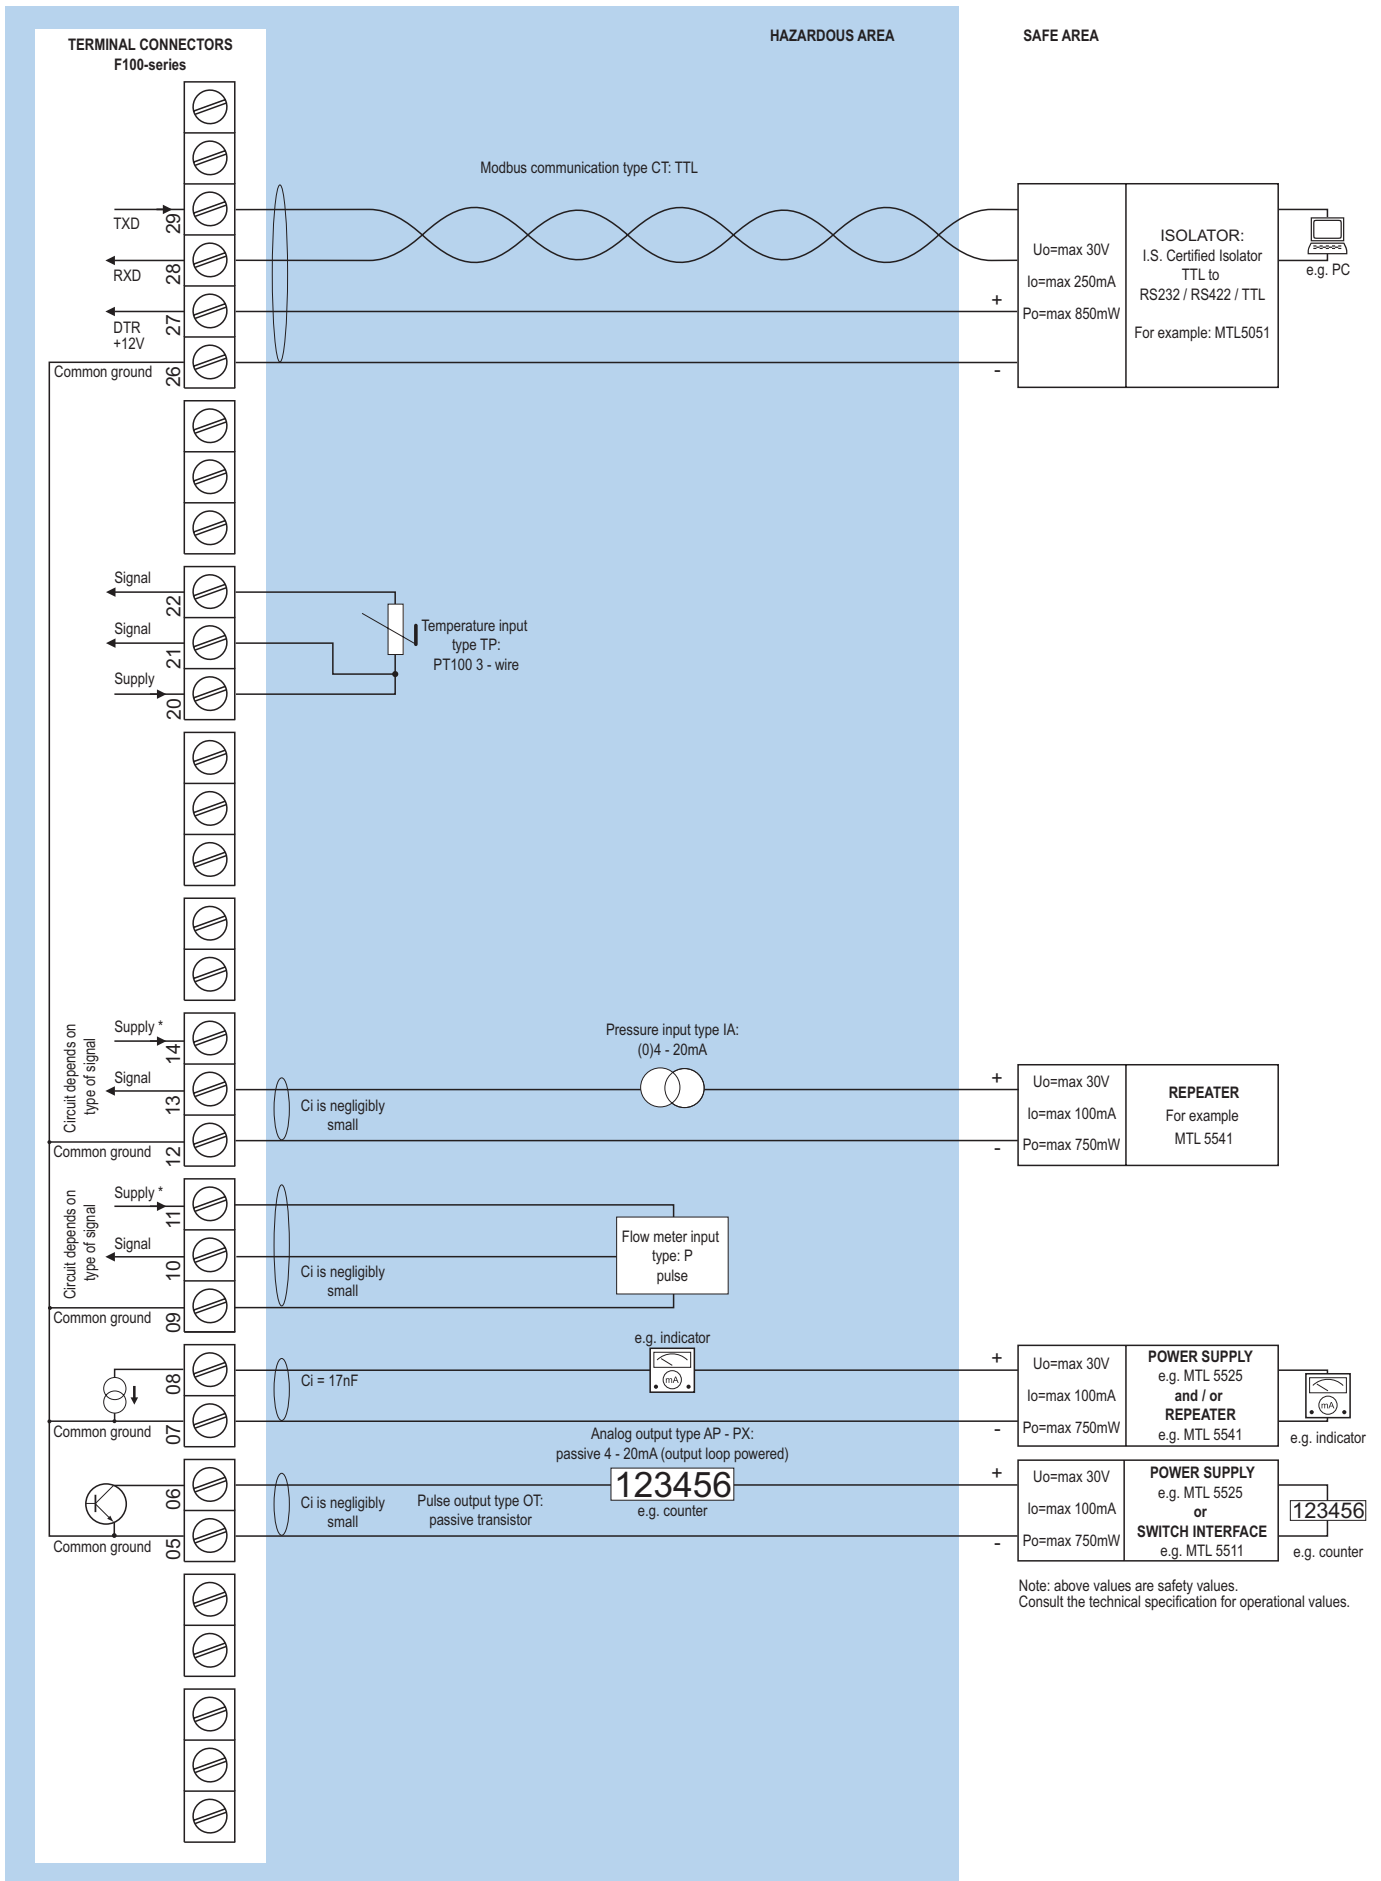 HAZARDOUS AREA
SAFE AREA
TERMINAL CONNECTORS
F100-series
Modbus communication type CT: TTL
TXD
29
RXD
28
DTR
+12V
27
Common ground
26
+
-
Uo=max 30V
Io=max 250mA
Po=max 850mW
ISOLATOR:
I.S. Certified Isolator
TTL to
RS232 / RS422 / TTL
For example: MTL5051
e.g. PC
Signal
22
Signal
21
Supply
20
Temperature input
type TP:
PT100 3 - wire
Circuit depends on
type of signal
Supply *
14
Signal
13
Common ground
12
Ci is negligibly
small
Pressure input type IA:
(0)4 - 20mA
+
-
Uo=max 30V
Io=max 100mA
Po=max 750mW
REPEATER
For example
MTL 5541
Circuit depends on
type of signal
Supply *
11
Signal
10
Common ground
09
Ci is negligibly
small
Flow meter input
type: P
pulse
08
Common ground
07
Ci = 17nF
e.g. indicator
mA
Analog output type AP - PX:
passive 4 - 20mA (output loop powered)
+
-
Uo=max 30V
Io=max 100mA
Po=max 750mW
POWER SUPPLY
e.g. MTL 5525
and / or
REPEATER
e.g. MTL 5541
mA
e.g. indicator
06
Common ground
05
Ci is negligibly
small
Pulse output type OT:
passive transistor
123456
e.g. counter
+
-
Uo=max 30V
Io=max 100mA
Po=max 750mW
POWER SUPPLY
e.g. MTL 5525
or
SWITCH INTERFACE
e.g. MTL 5511
123456
e.g. counter
Note: above values are safety values.
Consult the technical specification for operational values.